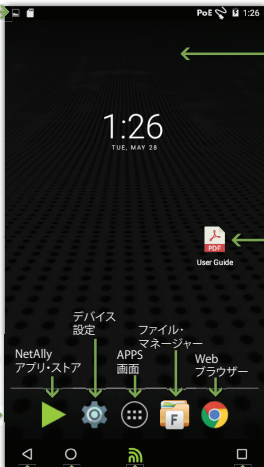 PoE 1:26
1:26
TUE, MAY 28
PDF
User Guide
デバイス
設定
ファイル・
マネージャー
NetAlly
アプリ・ストア
APPS
画面
Web
ブラウザー
F